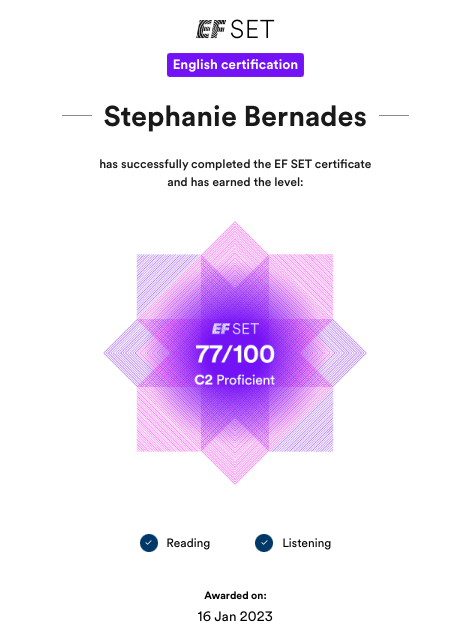 EF SET
English certification
Stephanie Bernades
has successfully completed the EF SET certificate
and has earned the level:
EF SET
77/100
C2 Proficient
Reading Listening
Awarded on:
16 Jan 2023